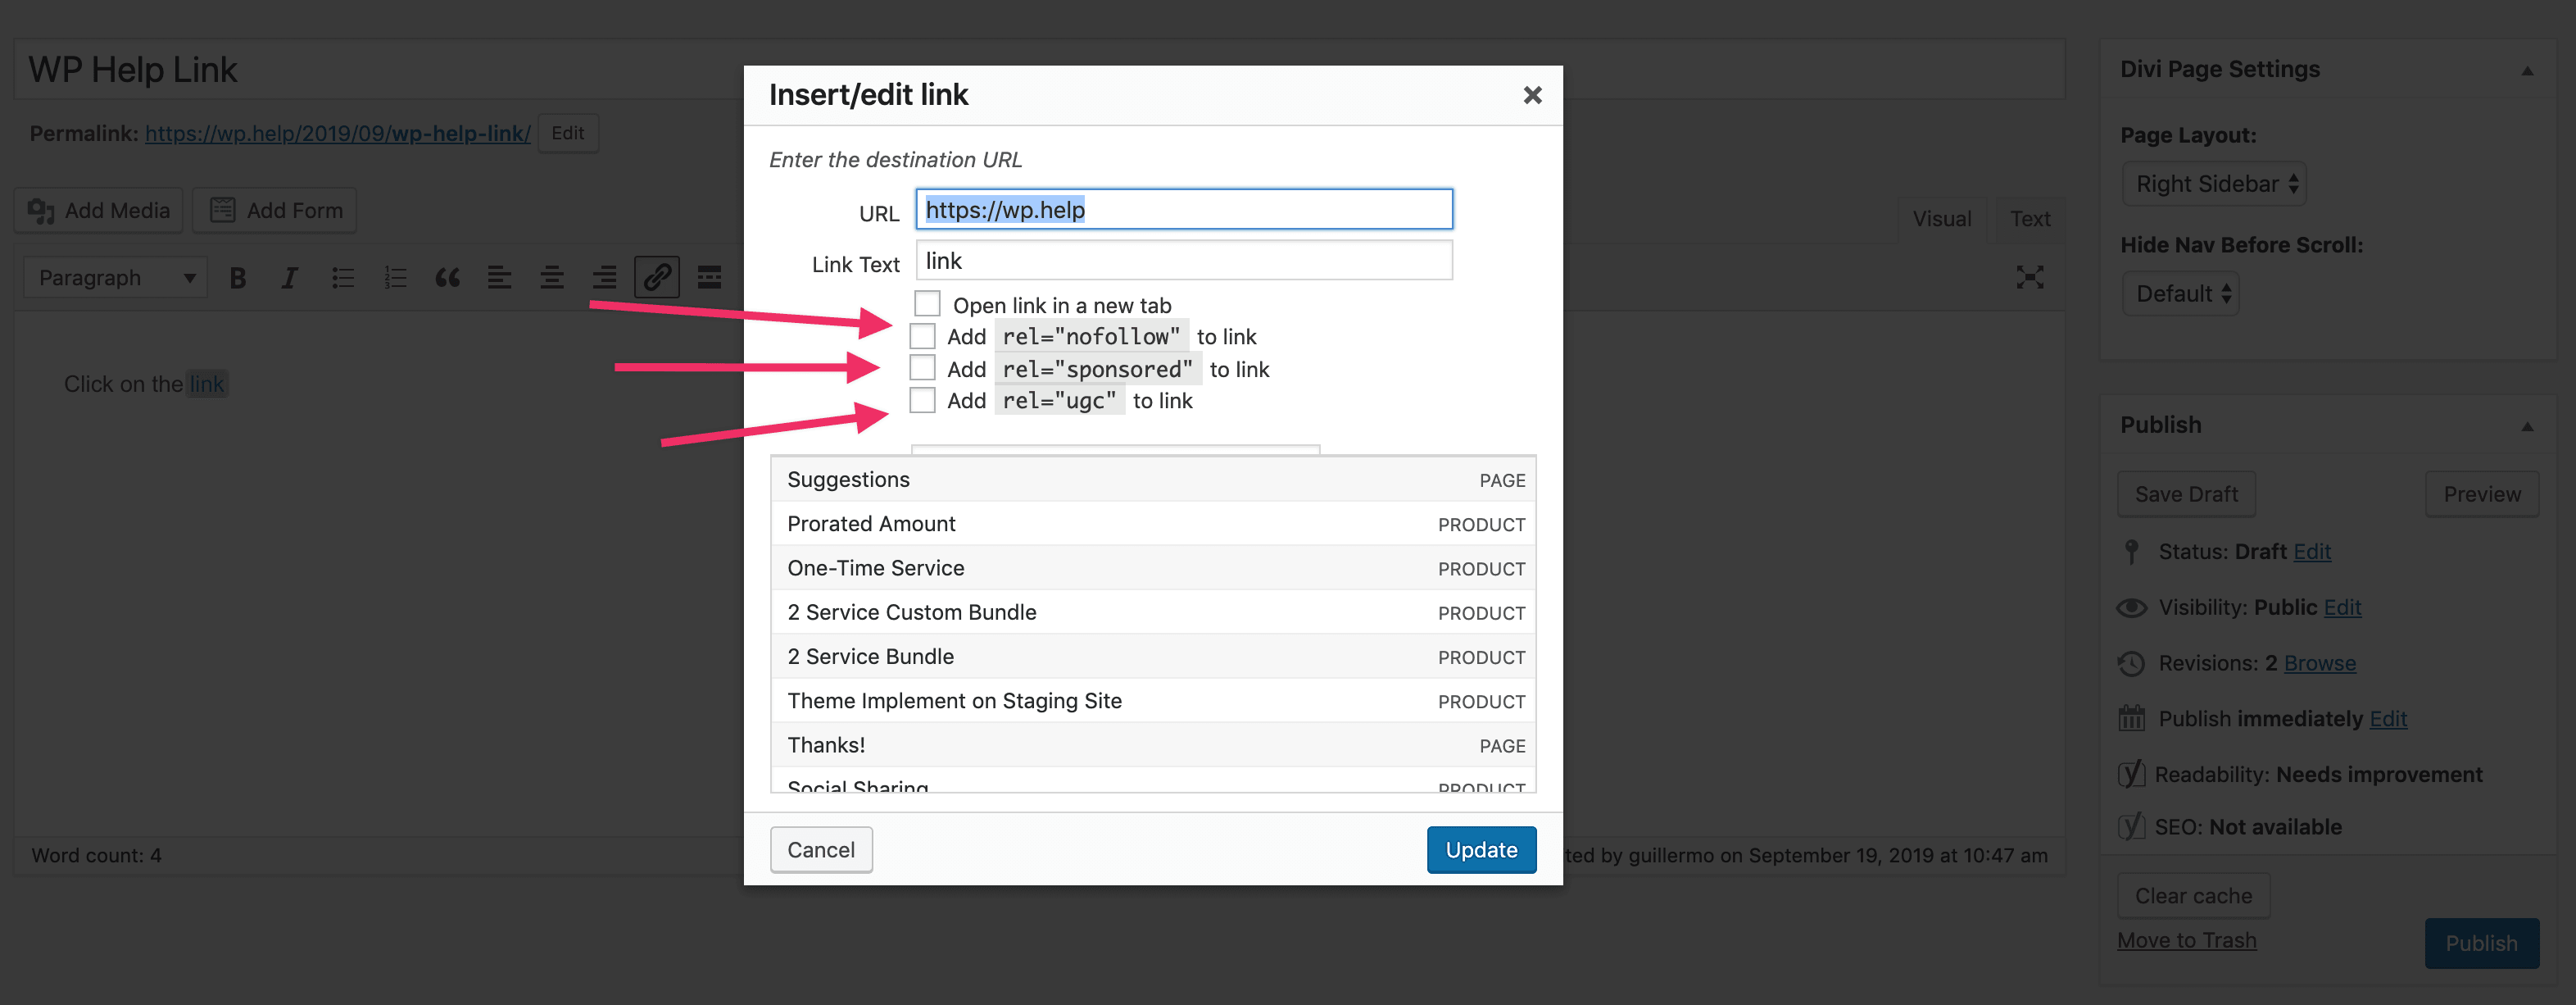 WP Help Link
Permalink: https://wp.help/2019/09/wp-help-link/ Edit
Add Media Add Form
Visual Text
Paragraph
Click on the link
Word count: 4
ted by guillermo on September 19, 2019 at 10:47 am
Insert/edit link
Enter the destination URL
URL https://wp.help
Link Text link
Open link in a new tab
Add rel="nofollow" to link
Add rel="sponsored" to link
Add rel="ugc" to link
Suggestions PAGE
Prorated Amount PRODUCT
One-Time Service PRODUCT
2 Service Custom Bundle PRODUCT
2 Service Bundle PRODUCT
Theme Implement on Staging Site PRODUCT
Thanks! PAGE
Social Sharing PRODUCT
Cancel Update
Divi Page Settings
Page Layout:
Right Sidebar
Hide Nav Before Scroll:
Default
Publish
Save Draft Preview
Status: Draft Edit
Visibility: Public Edit
Revisions: 2 Browse
Publish immediately Edit
Readability: Needs improvement
SEO: Not available
Clear cache
Move to Trash
Publish